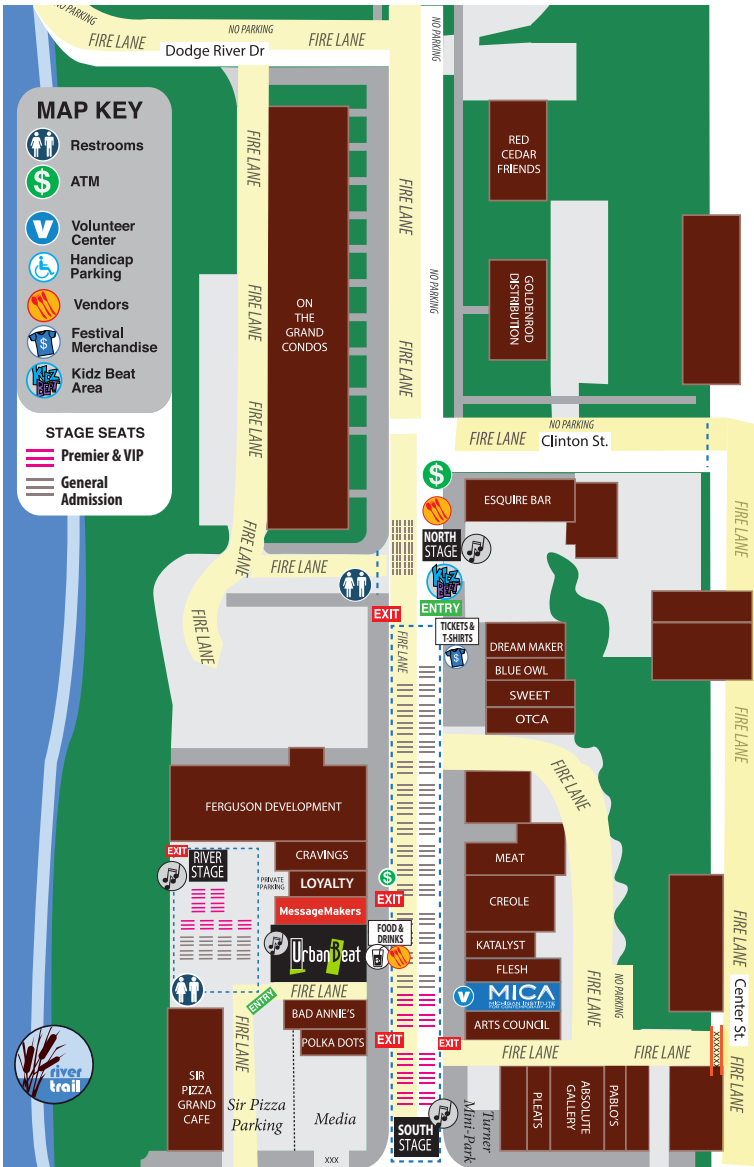 NO PARKING
FIRE LANE
NO PARKING
FIRE LANE
Dodge River Dr
NO PARKING
MAP KEY
Restrooms
$
ATM
V
Volunteer
Center
Handicap
Parking
Vendors
$
Festival
Merchandise
KIDZ
BEAT
Kidz Beat
Area
STAGE SEATS
Premier & VIP
General
Admission
FIRE LANE
FIRE LANE
FIRE LANE
FIRE LANE
FIRE LANE
FIRE LANE
ON
THE
GRAND
CONDOS
FIRE LANE
FIRE LANE
NO PARKING
RED
CEDAR
FRIENDS
GOLDENROD
DISTRIBUTION
NO PARKING
FIRE LANE
Clinton St.
$
ESQUIRE BAR
NORTH
STAGE
KIDZ
BEAT
ENTRY
EXIT
TICKETS &
T-SHIRTS
$
FIRE LANE
DREAM MAKER
BLUE OWL
SWEET
OTCA
FIRE LANE
FIRE LANE
FIRE LANE
FERGUSON DEVELOPMENT
EXIT
RIVER
STAGE
CRAVINGS
PRIVATE
PARKING
LOYALTY
MessageMakers
UrbanBeat
$
EXIT
FOOD &
DRINKS
MEAT
CREOLE
KATALYST
FLESH
V
MICA
MICHIGAN INSTITUTE
FOR CONTEMPORARY ART
ARTS COUNCIL
FIRE LANE
NO PARKING
FIRE LANE
Center St.
FIRE LANE
ENTRY
FIRE LANE
BAD ANNIE'S
POLKA DOTS
EXIT
EXIT
FIRE LANE
FIRE LANE
XXXXXXX
FIRE LANE
SIR
PIZZA
GRAND
CAFE
Sir Pizza
Parking
Media
xxx
SOUTH
STAGE
Turner
Mini-Park
PLEATS
ABSOLUTE
GALLERY
PABLO'S
river
trail